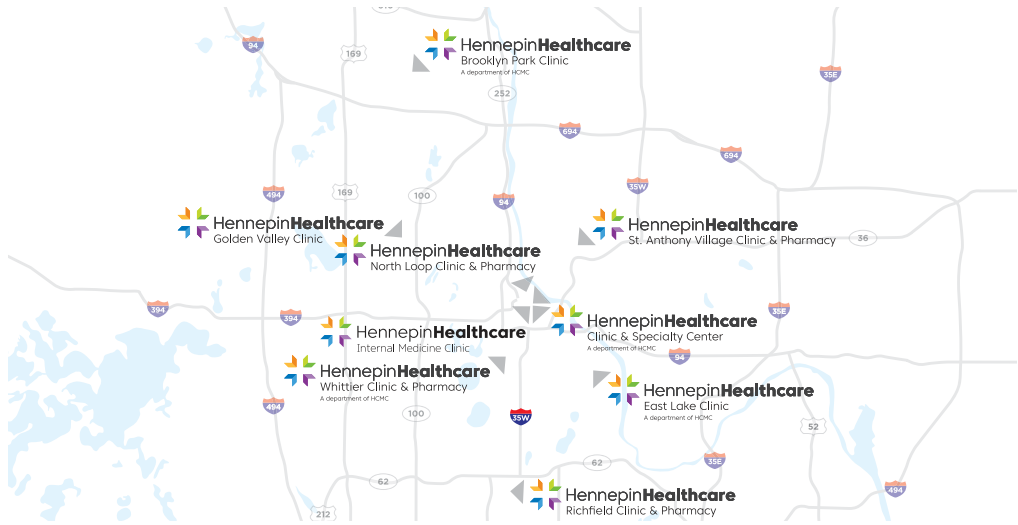 HennepinHealthcare
Brooklyn Park Clinic
A department of HCMC
94
169
35E
252
694
694
494
169
100
94
35W
HennepinHealthcare
Golden Valley Clinic
HennepinHealthcare
North Loop Clinic & Pharmacy
HennepinHealthcare
St. Anthony Village Clinic & Pharmacy
36
394
394
35E
HennepinHealthcare
Internal Medicine Clinic
HennepinHealthcare
Clinic & Specialty Center
A department of HCMC
94
HennepinHealthcare
Whittier Clinic & Pharmacy
A department of HCMC
HennepinHealthcare
East Lake Clinic
A department of HCMC
494
100
35W
52
62
62
35E
494
212
HennepinHealthcare
Richfield Clinic & Pharmacy